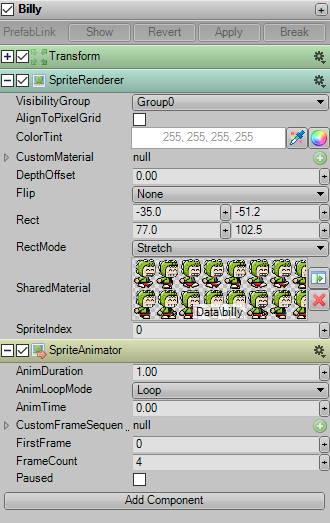 Billy
PrefabLink Show Revert Apply Break
Transform
SpriteRenderer
VisibilityGroup Group0
AlignToPixelGrid
ColorTint 255, 255, 255, 255
CustomMaterial null
DepthOffset 0.00
Flip None
Rect -35.0 -51.2
77.0 102.5
RectMode Stretch
SharedMaterial Data\billy
SpriteIndex 0
SpriteAnimator
AnimDuration 1.00
AnimLoopMode Loop
AnimTime 0.00
CustomFrameSequen.. null
FirstFrame 0
FrameCount 4
Paused
Add Component